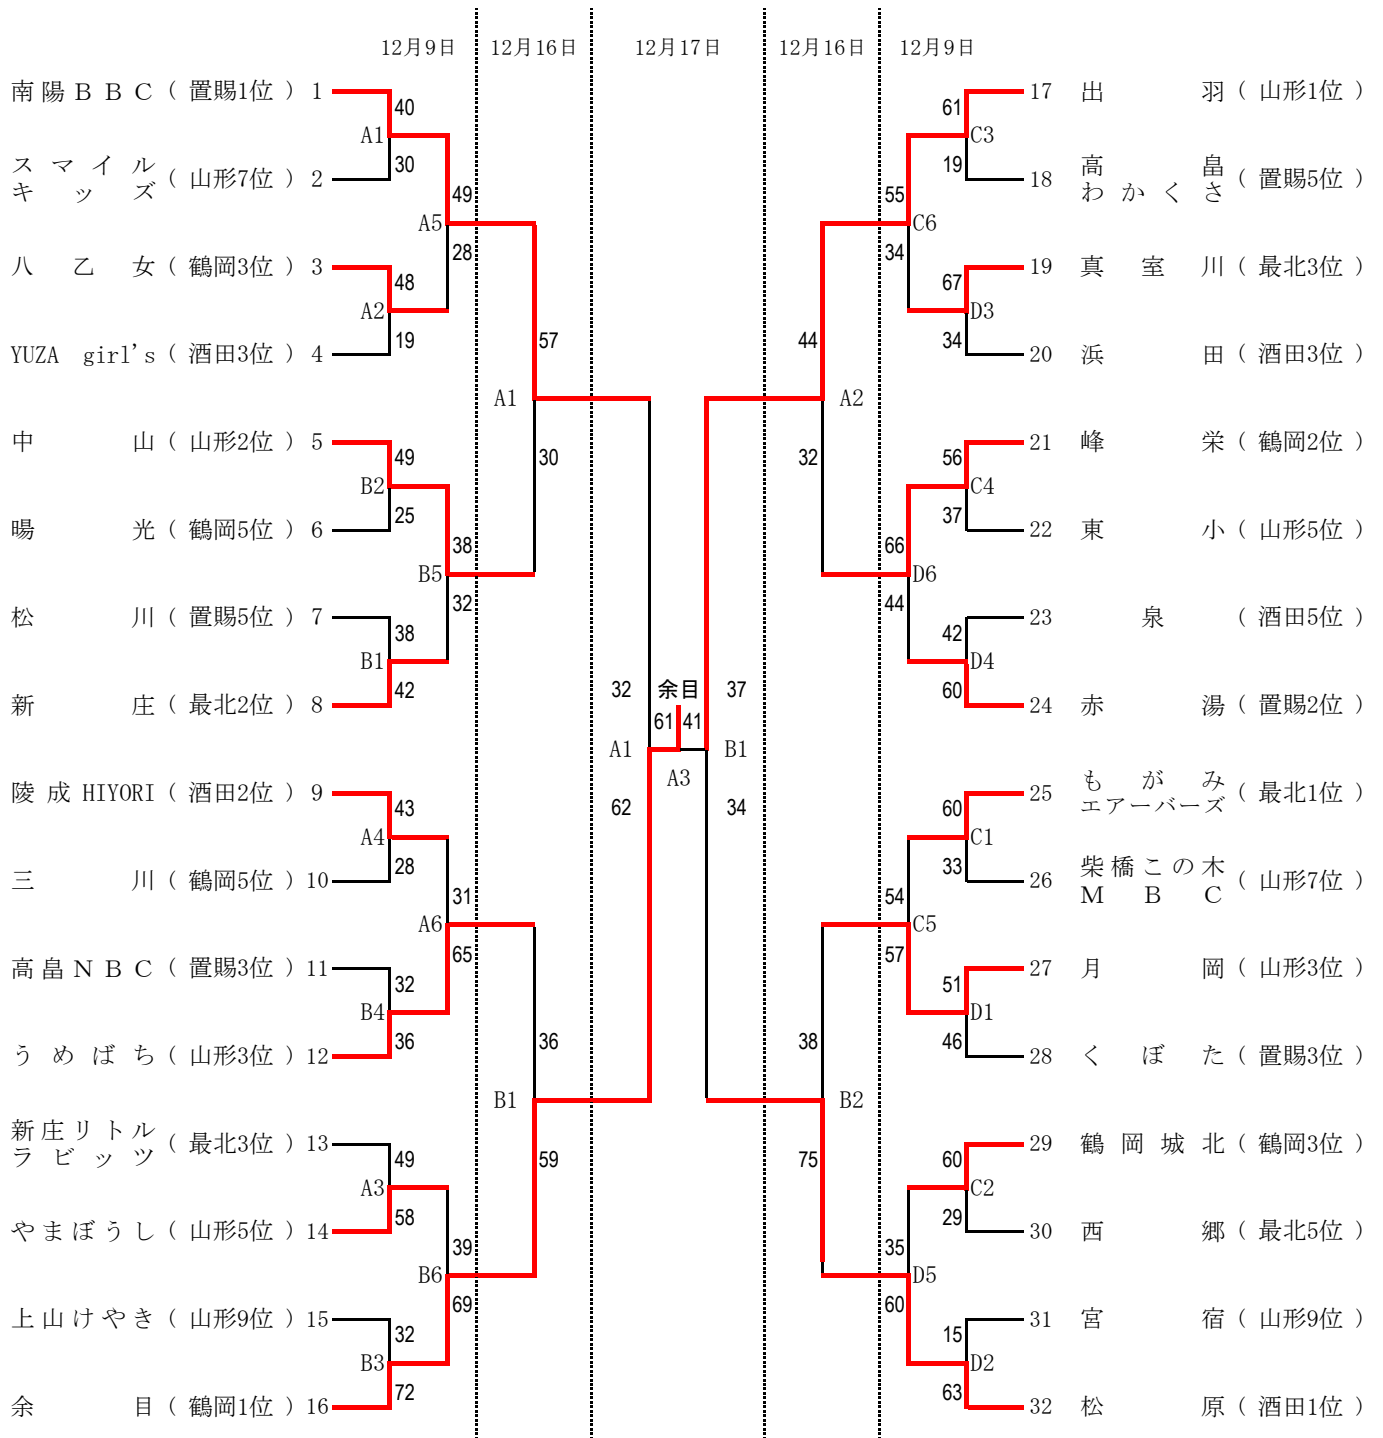 12月9日 12月16日 12月17日 12月16日 12月9日
南陽ＢＢＣ（ 置賜1位 ） 1
40
A1
30
スマイル
キッズ
（ 山形7位 ） 2
49
A5
28
八乙女（ 鶴岡3位 ） 3
48
A2
19
YUZA girl's（ 酒田3位 ） 4
57
A1
30
中山（ 山形2位 ） 5
49
B2
25
暘光（ 鶴岡5位 ） 6
38
B5
32
松川（ 置賜5位 ） 7
38
B1
42
新庄（ 最北2位 ） 8
陵成HIYORI（ 酒田2位 ） 9
43
A4
28
三川（ 鶴岡5位 ） 10
31
A6
65
高畠ＮＢＣ（ 置賜3位 ） 11
32
B4
36
うめばち（ 山形3位 ） 12
36
B1
59
新庄リトル
ラビッツ
（ 最北3位 ） 13
49
A3
58
やまぼうし（ 山形5位 ） 14
39
B6
69
上山けやき（ 山形9位 ） 15
32
B3
72
余目（ 鶴岡1位 ） 16
32 余目 37
61 41
A1 B1
A3
62 34
61
17 出羽（ 山形1位 ）
C3
19
18 高畠
わかくさ
（ 置賜5位 ）
55
C6
34
19 真室川（ 最北3位 ）
67
D3
34
20 浜田（ 酒田3位 ）
44
A2
32
21 峰栄（ 鶴岡2位 ）
56
C4
37
22 東小（ 山形5位 ）
66
D6
44
23 泉（ 酒田5位 ）
42
D4
60
24 赤湯（ 置賜2位 ）
25 もがみ
エアーバーズ
（ 最北1位 ）
60
C1
33
26 柴橋この木
ＭＢＣ
（ 山形7位 ）
54
C5
57
27 月岡（ 山形3位 ）
51
D1
46
28 くぼた（ 置賜3位 ）
38
B2
75
29 鶴岡城北（ 鶴岡3位 ）
60
C2
29
30 西郷（ 最北5位 ）
35
D5
60
31 宮宿（ 山形9位 ）
15
D2
63
32 松原（ 酒田1位 ）